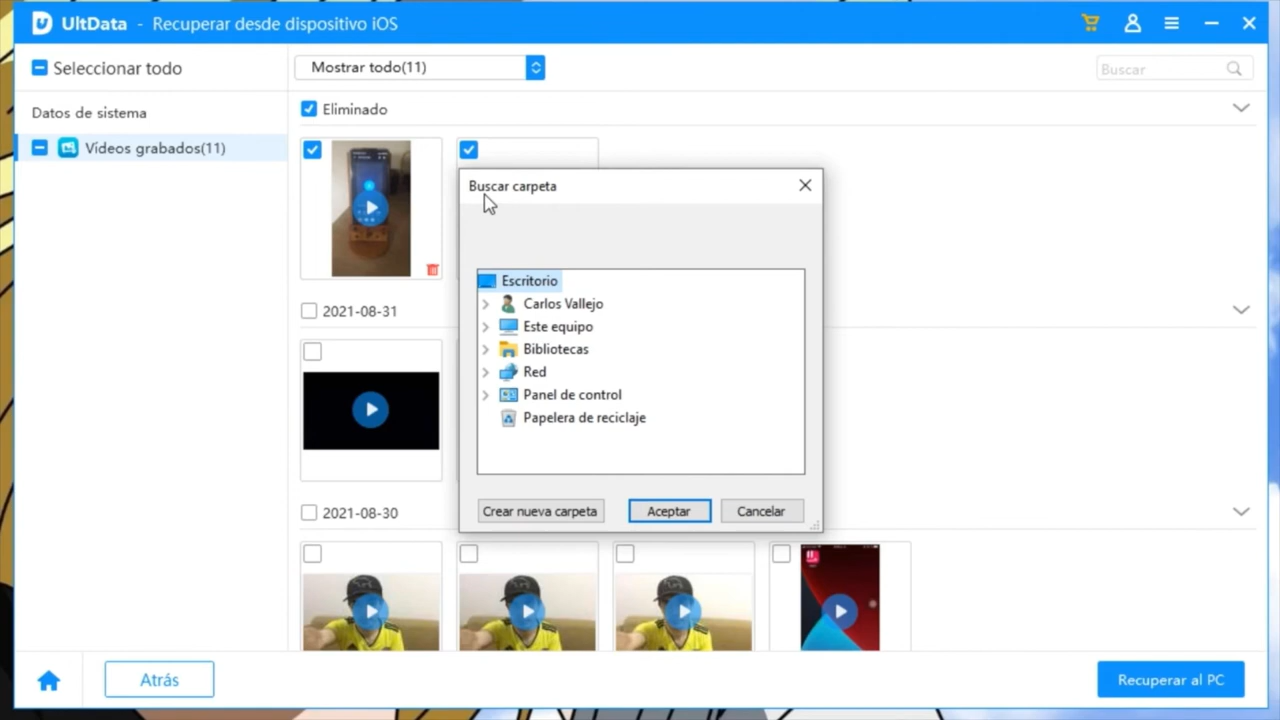 UltData - Recuperar desde dispositivo iOS
Seleccionar todo
Mostrar todo(11)
Buscar
Datos de sistema
Eliminado
Vídeos grabados(11)
Buscar carpeta
Escritorio
Carlos Vallejo
Este equipo
Bibliotecas
Red
Panel de control
Papelera de reciclaje
Crear nueva carpeta
Aceptar
Cancelar
2021-08-31
2021-08-30
Atrás
Recuperar al PC